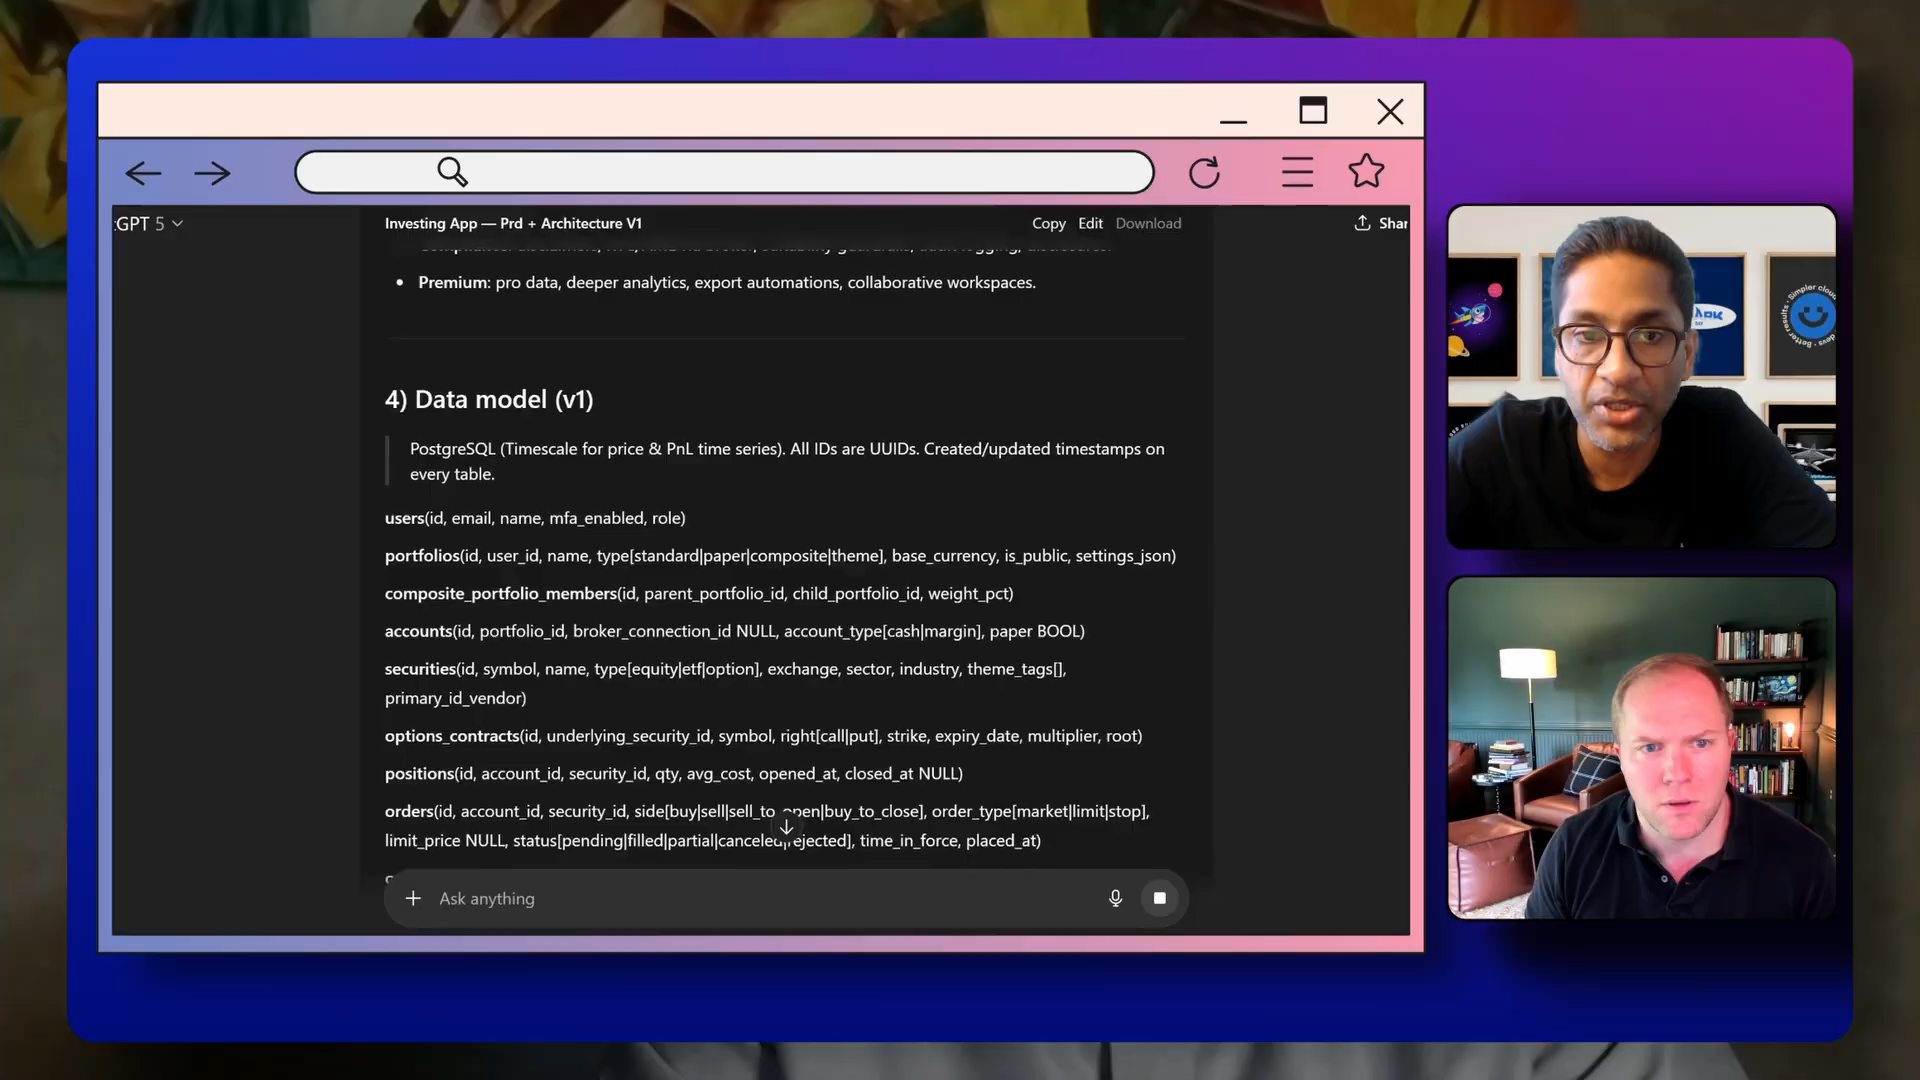 GPT 5
Investing App — Prd + Architecture V1
Copy Edit Download
Shar
Premium: pro data, deeper analytics, export automations, collaborative workspaces.
4) Data model (v1)
PostgreSQL (Timescale for price & PnL time series). All IDs are UUIDs. Created/updated timestamps on
every table.
users(id, email, name, mfa_enabled, role)
portfolios(id, user_id, name, type[standard|paper|composite|theme], base_currency, is_public, settings_json)
composite_portfolio_members(id, parent_portfolio_id, child_portfolio_id, weight_pct)
accounts(id, portfolio_id, broker_connection_id NULL, account_type[cash|margin], paper BOOL)
securities(id, symbol, name, type[equity|etf|option], exchange, sector, industry, theme_tags[],
primary_id_vendor)
options_contracts(id, underlying_security_id, symbol, right[call|put], strike, expiry_date, multiplier, root)
positions(id, account_id, security_id, qty, avg_cost, opened_at, closed_at NULL)
orders(id, account_id, security_id, side[buy|sell|sell_to_open|buy_to_close], order_type[market|limit|stop],
limit_price NULL, status[pending|filled|partial|canceled|rejected], time_in_force, placed_at)
Ask anything
Simpler cloud
Better results